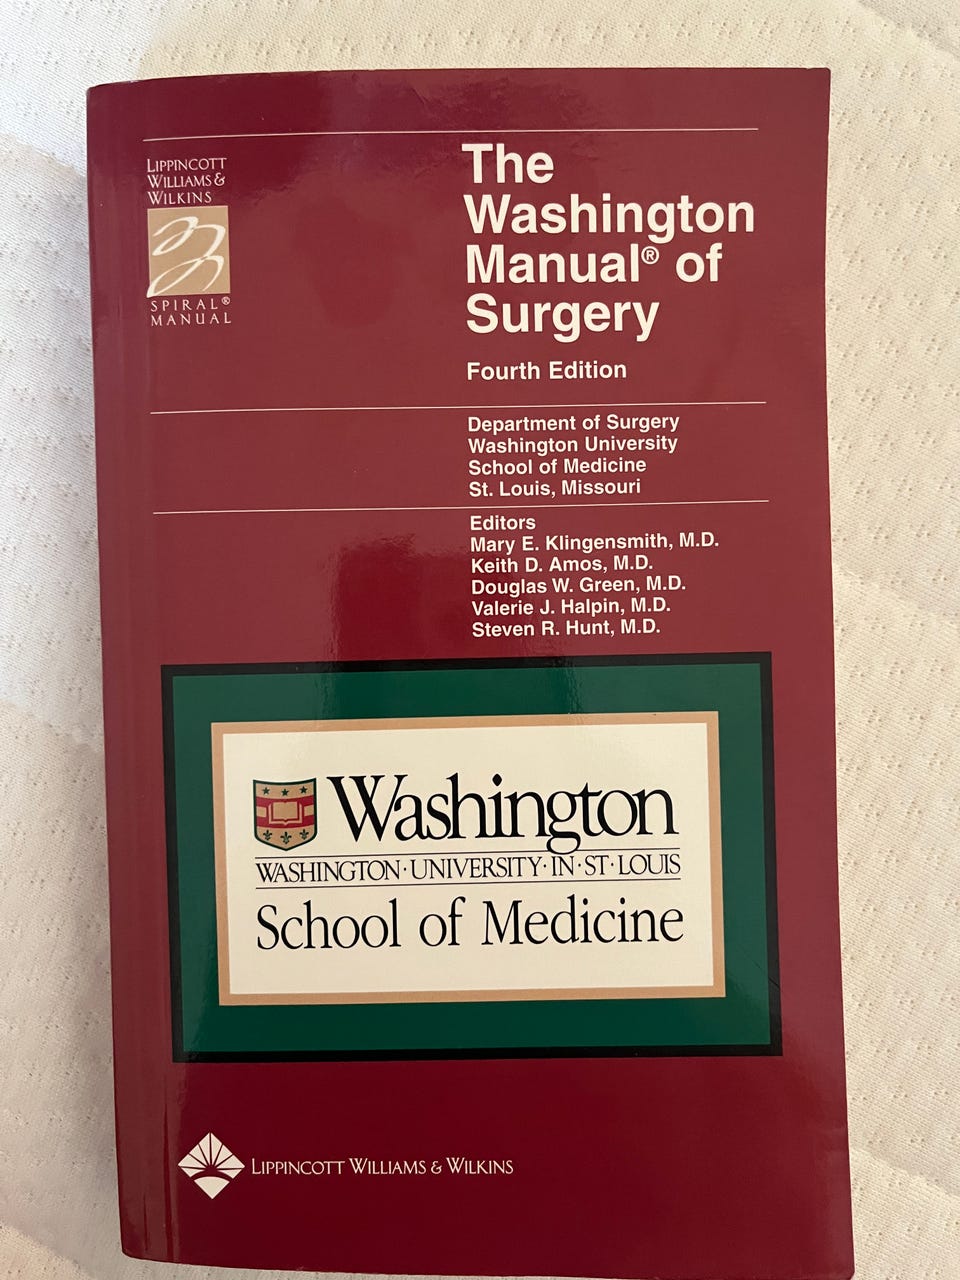 LIPPINCOTT
WILLIAMS &
WILKINS
SPIRAL®
MANUAL
The
Washington
Manual® of
Surgery
Fourth Edition
Department of Surgery
Washington University
School of Medicine
St. Louis, Missouri
Editors
Mary E. Klingensmith, M.D.
Keith D. Amos, M.D.
Douglas W. Green, M.D.
Valerie J. Halpin, M.D.
Steven R. Hunt, M.D.
Washington
WASHINGTON·UNIVERSITY·IN·ST·LOUIS
School of Medicine
LIPPINCOTT WILLIAMS & WILKINS